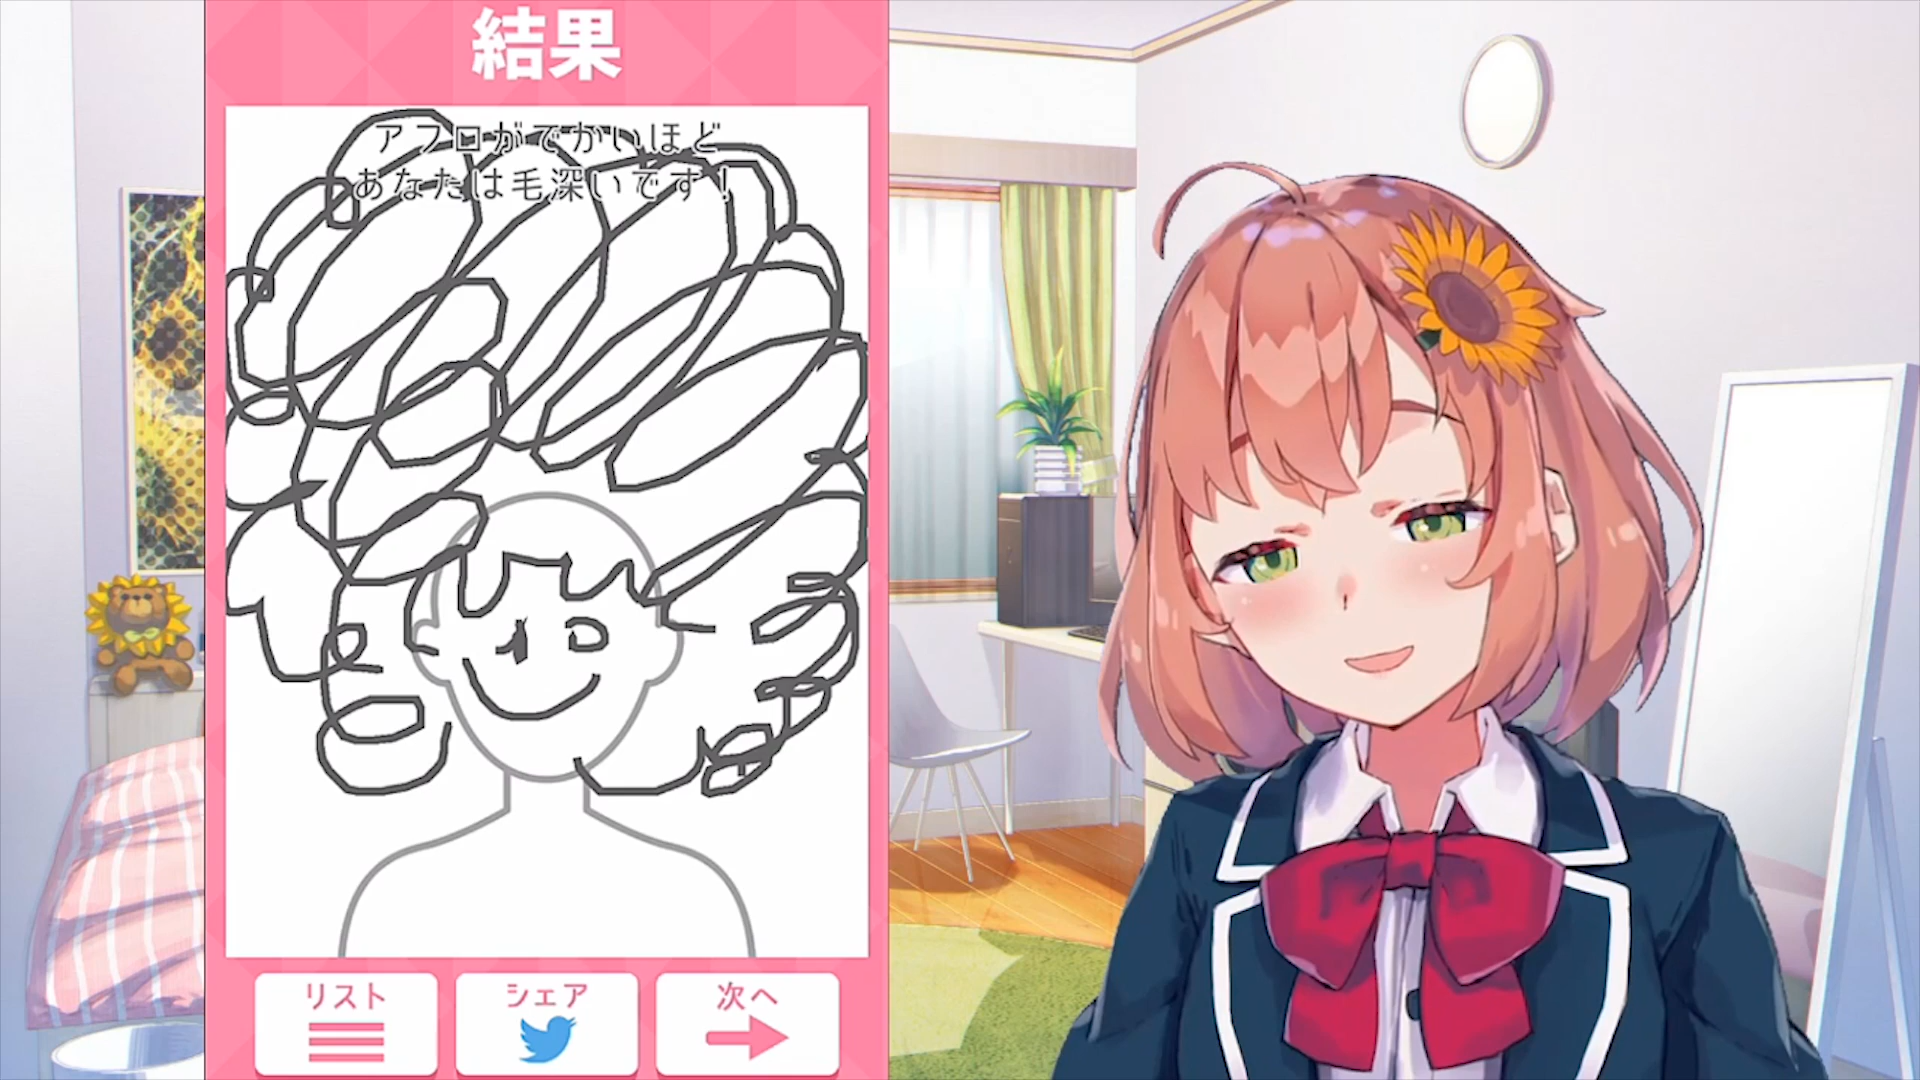 結果
アフロがでかいほど
あなたは毛深いです！
リスト
シェア
次へ